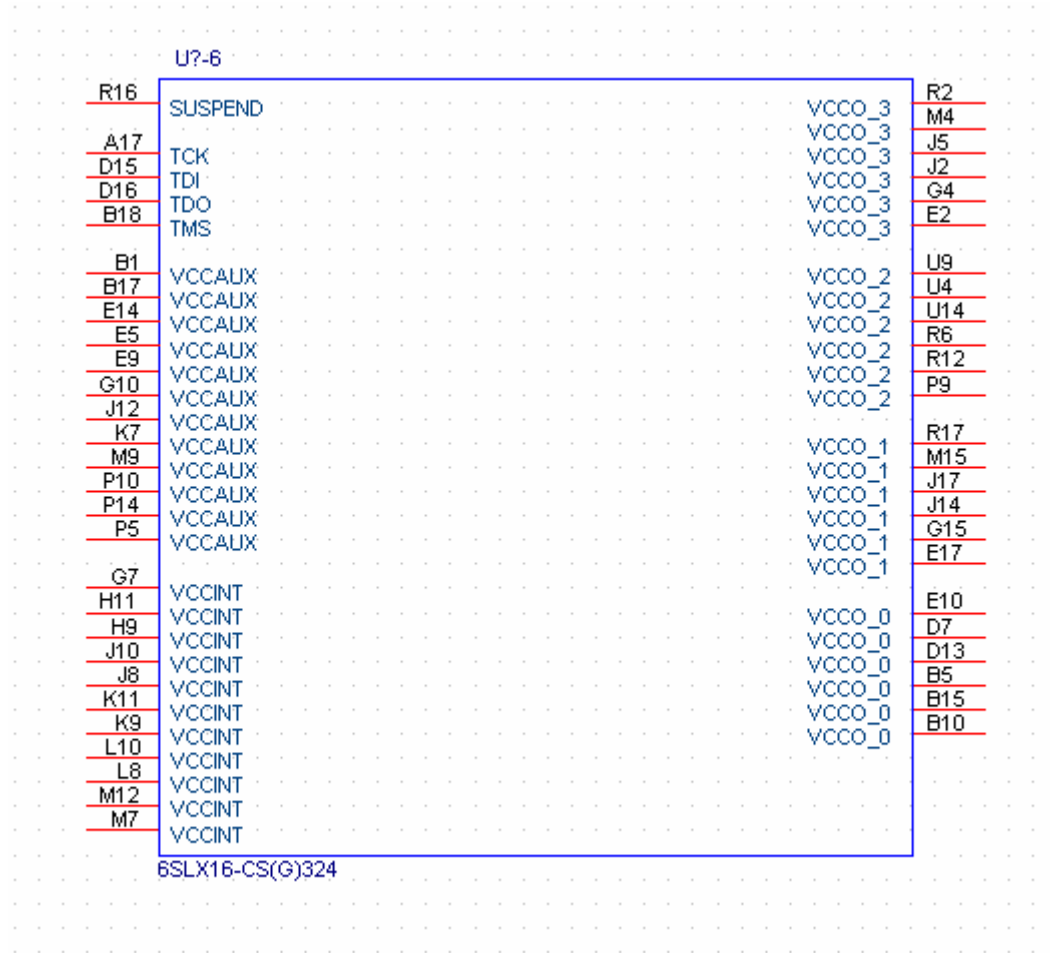 U?-6
R16 SUSPEND VCCO_3 R2
VCCO_3 M4
A17 TCK VCCO_3 J5
D15 TDI VCCO_3 J2
D16 TDO VCCO_3 G4
B18 TMS VCCO_3 E2
B1 VCCAUX VCCO_2 U9
B17 VCCAUX VCCO_2 U4
E14 VCCAUX VCCO_2 U14
E5 VCCAUX VCCO_2 R6
E9 VCCAUX VCCO_2 R12
G10 VCCAUX VCCO_2 P9
J12 VCCAUX
K7 VCCAUX VCCO_1 R17
M9 VCCAUX VCCO_1 M15
P10 VCCAUX VCCO_1 J17
P14 VCCAUX VCCO_1 J14
P5 VCCAUX VCCO_1 G15
VCCO_1 E17
G7 VCCINT
H11 VCCINT VCCO_0 E10
H9 VCCINT VCCO_0 D7
J10 VCCINT VCCO_0 D13
J8 VCCINT VCCO_0 B5
K11 VCCINT VCCO_0 B15
K9 VCCINT VCCO_0 B10
L10 VCCINT
L8 VCCINT
M12 VCCINT
M7 VCCINT
6SLX16-CS(G)324